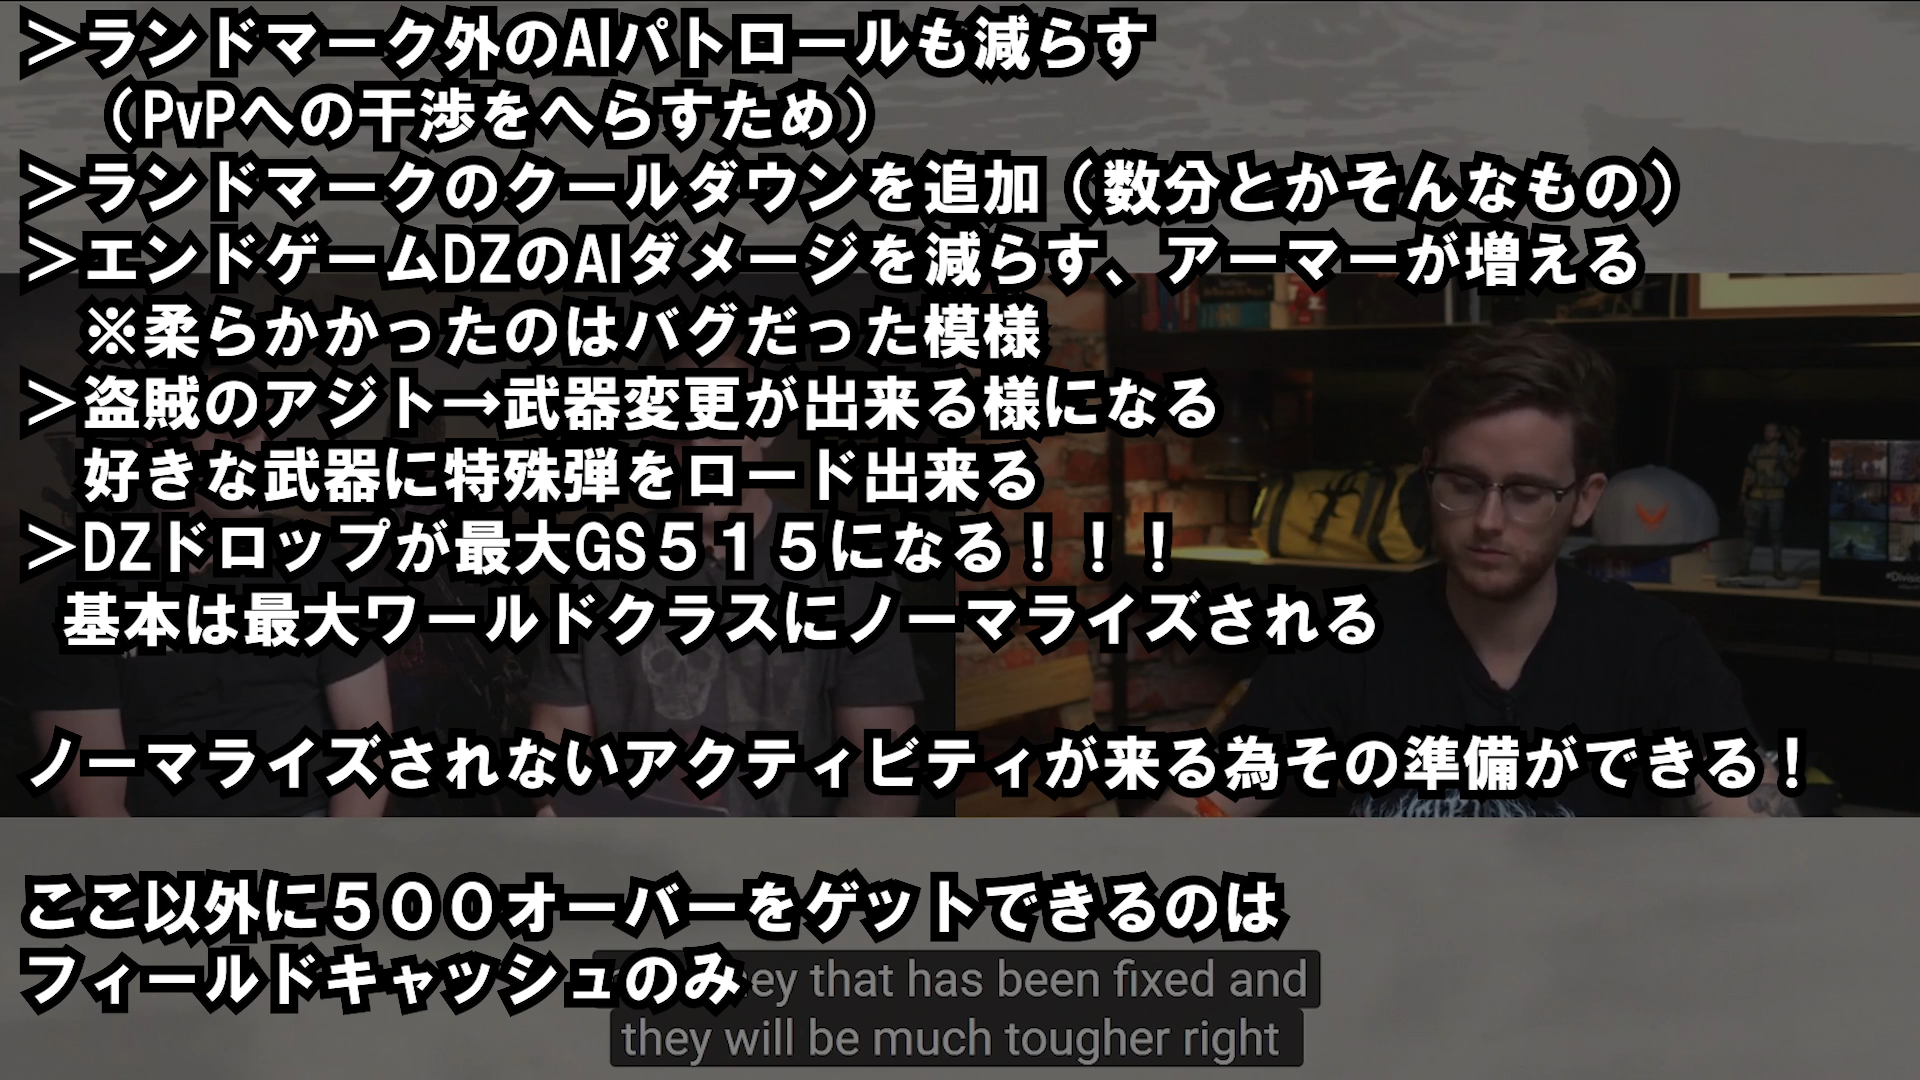 ＞ランドマーク外のAIパトロールも減らす
（PvPへの干渉をへらすため）
＞ランドマークのクールダウンを追加（数分とかそんなもの）
＞エンドゲームDZのAIダメージを減らす、アーマーが増える
※柔らかかったのはバグだった模様
＞盗賊のアジト→武器変更が出来る様になる
好きな武器に特殊弾をロード出来る
＞DZドロップが最大GS５１５になる！！！
基本は最大ワールドクラスにノーマライズされる
ノーマライズされないアクティビティが来る為その準備ができる！
ここ以外に５００オーバーをゲットできるのは
フィールドキャッシュのみ
that has been fixed and
they will be much tougher right